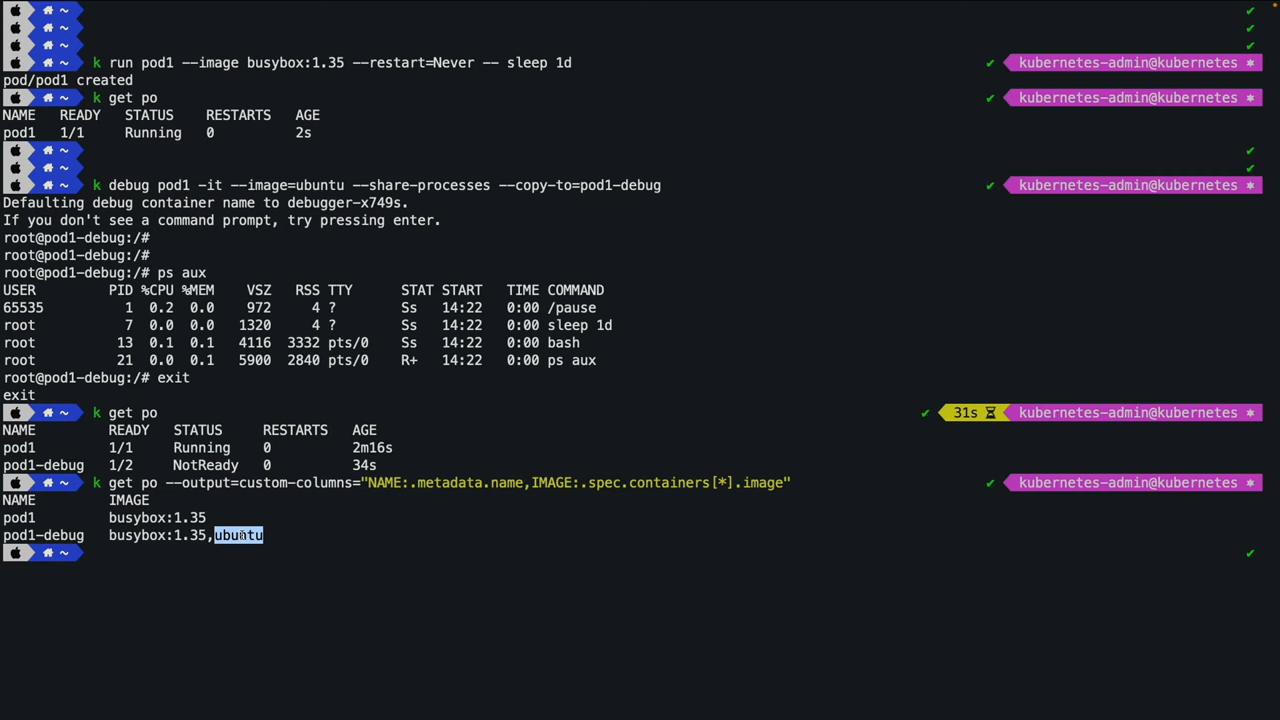 ~
~
~
~ k run pod1 --image busybox:1.35 --restart=Never -- sleep 1d ✔ kubernetes-admin@kubernetes ⎈
pod/pod1 created
~ k get po ✔ kubernetes-admin@kubernetes ⎈
NAME READY STATUS RESTARTS AGE
pod1 1/1 Running 0 2s
~
~
~ k debug pod1 -it --image=ubuntu --share-processes --copy-to=pod1-debug ✔ kubernetes-admin@kubernetes ⎈
Defaulting debug container name to debugger-x749s.
If you don't see a command prompt, try pressing enter.
root@pod1-debug:/#
root@pod1-debug:/#
root@pod1-debug:/# ps aux
USER PID %CPU %MEM VSZ RSS TTY STAT START TIME COMMAND
65535 1 0.2 0.0 972 4 ? Ss 14:22 0:00 /pause
root 7 0.0 0.0 1320 4 ? Ss 14:22 0:00 sleep 1d
root 13 0.1 0.1 4116 3332 pts/0 Ss 14:22 0:00 bash
root 21 0.0 0.1 5900 2840 pts/0 R+ 14:22 0:00 ps aux
root@pod1-debug:/# exit
exit
~ k get po ✔ 31s kubernetes-admin@kubernetes ⎈
NAME READY STATUS RESTARTS AGE
pod1 1/1 Running 0 2m16s
pod1-debug 1/2 NotReady 0 34s
~ k get po --output=custom-columns="NAME:.metadata.name,IMAGE:.spec.containers[*].image" ✔ kubernetes-admin@kubernetes ⎈
NAME IMAGE
pod1 busybox:1.35
pod1-debug busybox:1.35,ubuntu
~